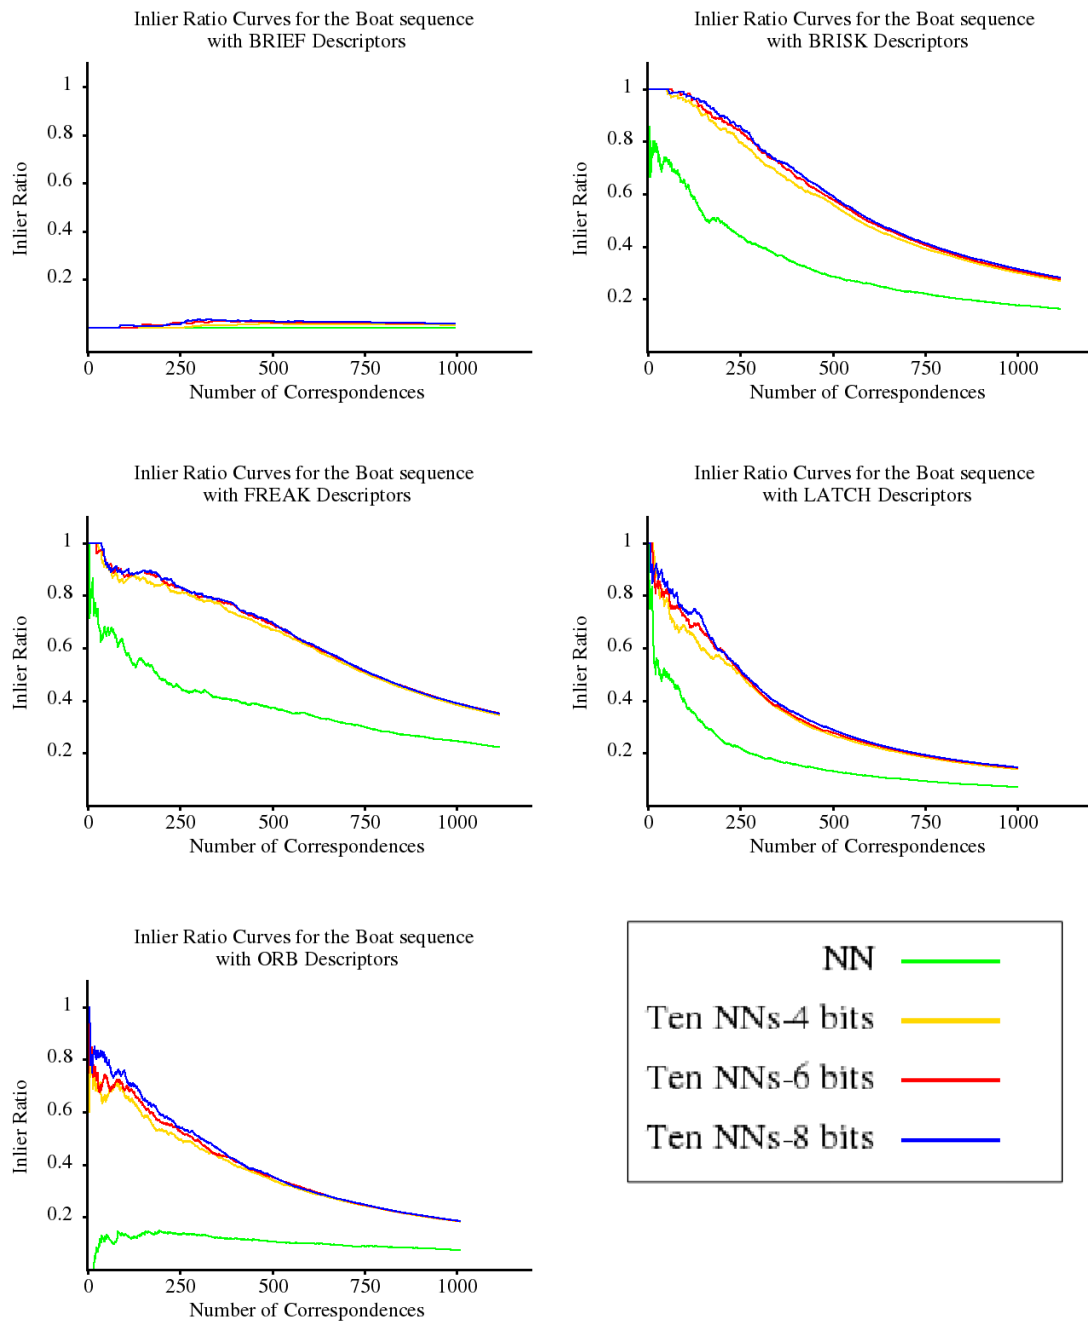 Inlier Ratio Curves for the Boat sequence
with BRIEF Descriptors
1
0.8
0.6
0.4
0.2
Inlier Ratio
0 250 500 750 1000
Number of Correspondences
Inlier Ratio Curves for the Boat sequence
with BRISK Descriptors
1
0.8
0.6
0.4
0.2
Inlier Ratio
0 250 500 750 1000
Number of Correspondences
Inlier Ratio Curves for the Boat sequence
with FREAK Descriptors
1
0.8
0.6
0.4
0.2
Inlier Ratio
0 250 500 750 1000
Number of Correspondences
Inlier Ratio Curves for the Boat sequence
with LATCH Descriptors
1
0.8
0.6
0.4
0.2
Inlier Ratio
0 250 500 750 1000
Number of Correspondences
Inlier Ratio Curves for the Boat sequence
with ORB Descriptors
1
0.8
0.6
0.4
0.2
Inlier Ratio
0 250 500 750 1000
Number of Correspondences
NN
Ten NNs-4 bits
Ten NNs-6 bits
Ten NNs-8 bits